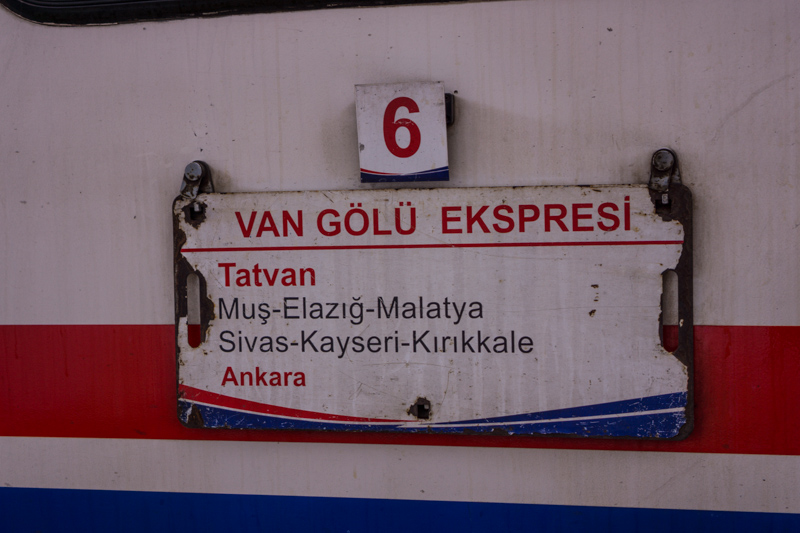 6
VAN GÖLÜ EKSPRESİ
Tatvan
Muş-Elazığ-Malatya
Sivas-Kayseri-Kırıkkale
Ankara